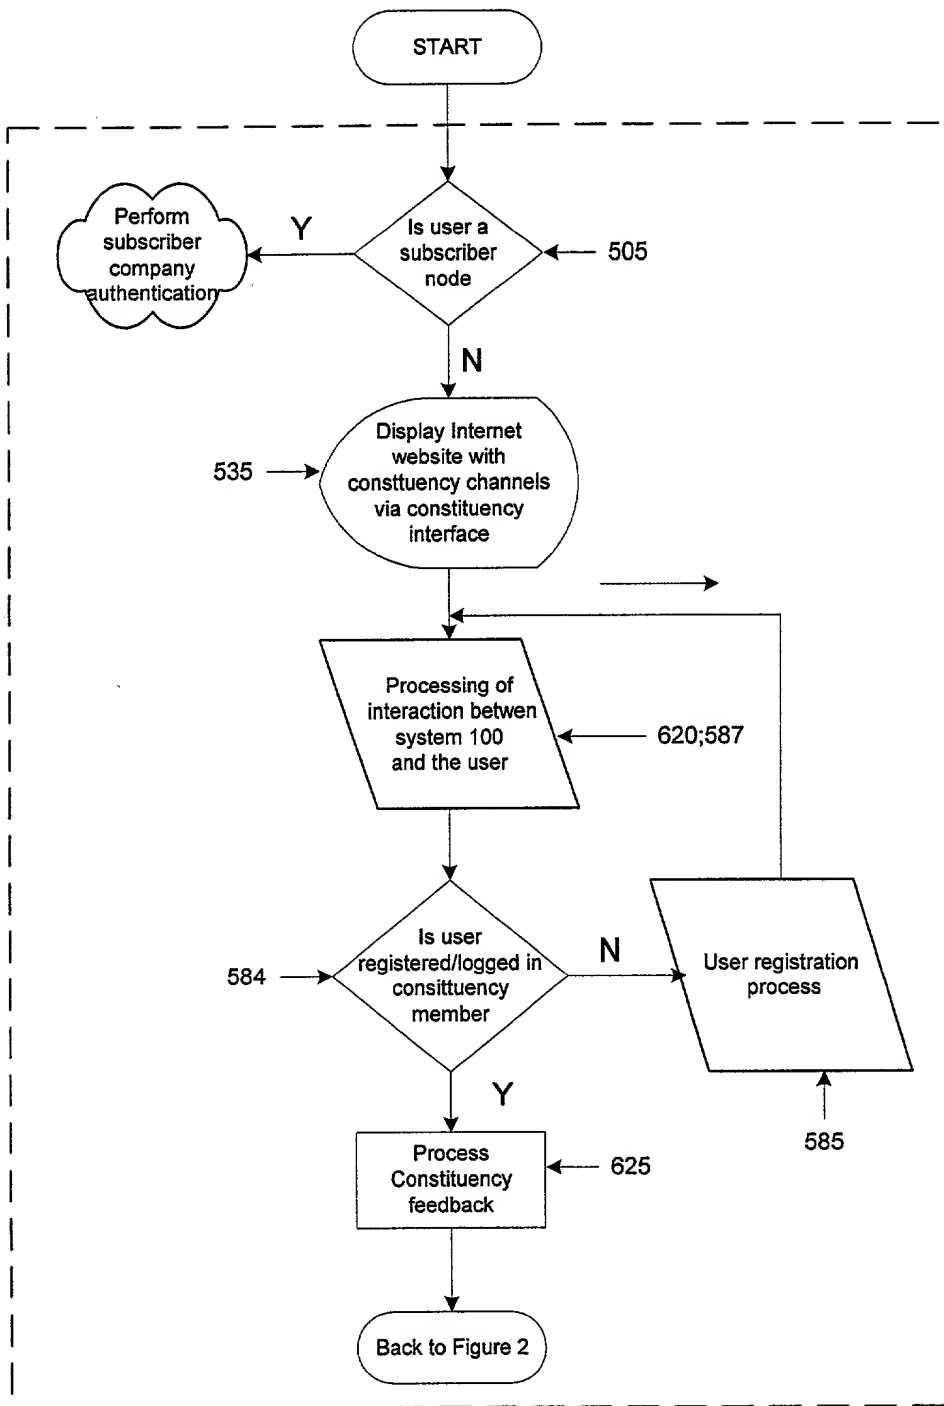 START
Perform
subscriber
company
authentication
Y
Is user a
subscriber
node
505
N
535
Display Internet
website with
consttuency channels
via constituency
interface
Processing of
interaction betwen
system 100
and the user
620;587
584
Is user
registered/logged in
consittuency
member
N
User registration
process
585
Y
Process
Constituency
feedback
625
Back to Figure 2